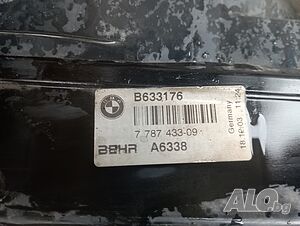 B633176
7 787 433-09
BEHR A6338
Germany
18.12.03 11:24
ALO.bg